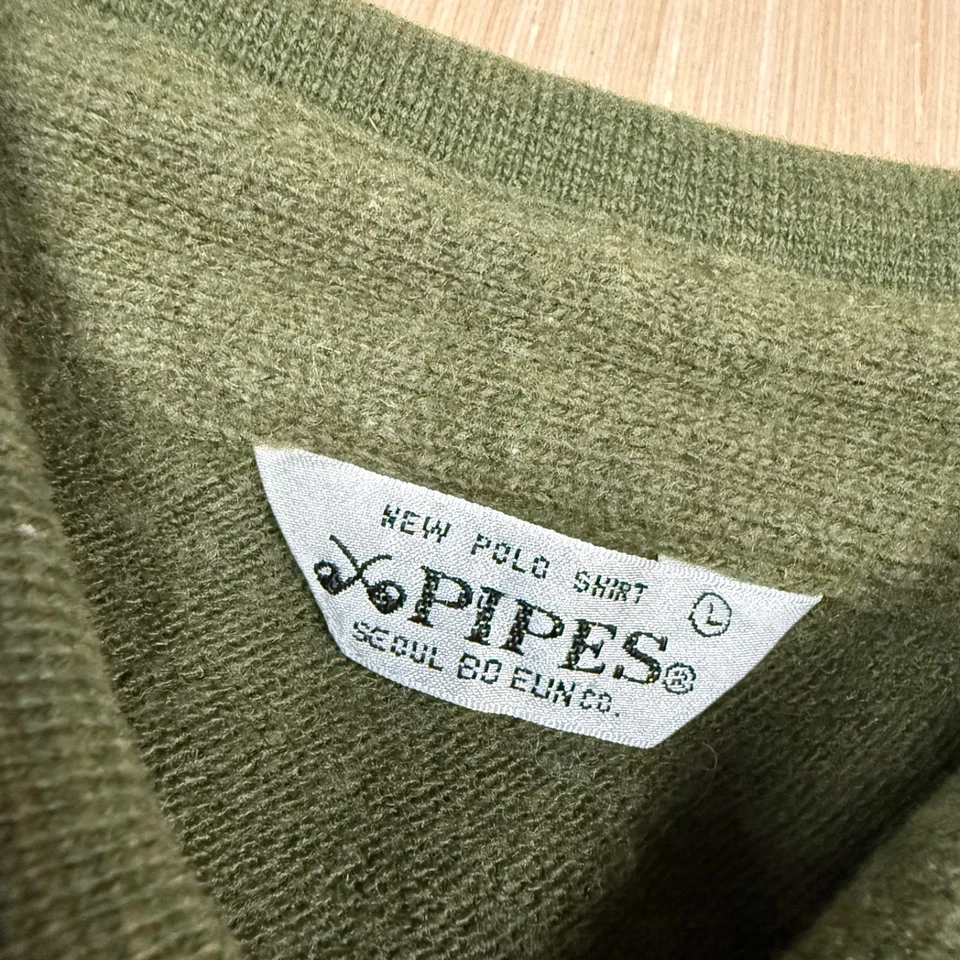 NEW POLO SHIRT
L
PIPES®
SEOUL BO EUN CO.